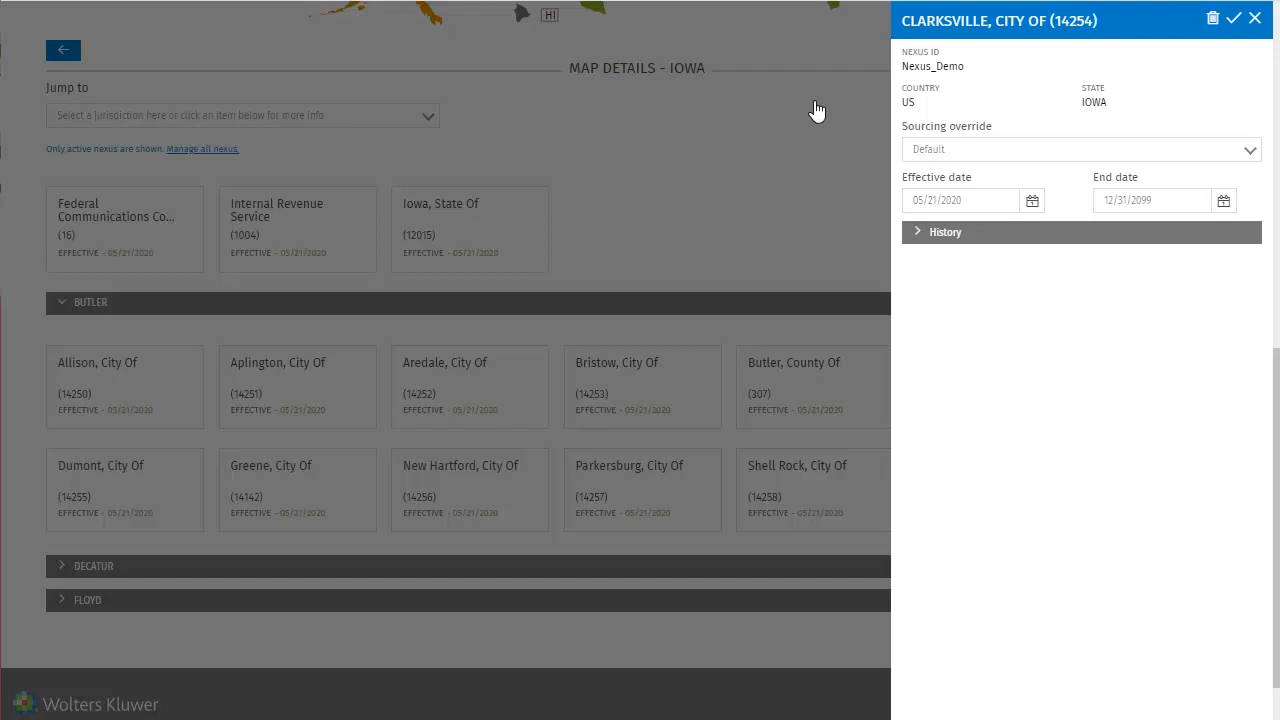 HI
MAP DETAILS - IOWA
Jump to
Select a jurisdiction here or click an item below for more info
Only active nexus are shown. Manage all nexus.
Federal Communications Co...
(16)
EFFECTIVE - 05/21/2020
Internal Revenue Service
(1004)
EFFECTIVE - 05/21/2020
Iowa, State Of
(12015)
EFFECTIVE - 05/21/2020
BUTLER
Allison, City Of
(14250)
EFFECTIVE - 05/21/2020
Aplington, City Of
(14251)
EFFECTIVE - 05/21/2020
Aredale, City Of
(14252)
EFFECTIVE - 05/21/2020
Bristow, City Of
(14253)
EFFECTIVE - 05/21/2020
Butler, County Of
(307)
EFFECTIVE - 05/21/2020
Dumont, City Of
(14255)
EFFECTIVE - 05/21/2020
Greene, City Of
(14142)
EFFECTIVE - 05/21/2020
New Hartford, City Of
(14256)
EFFECTIVE - 05/21/2020
Parkersburg, City Of
(14257)
EFFECTIVE - 05/21/2020
Shell Rock, City Of
(14258)
EFFECTIVE - 05/21/2020
DECATUR
FLOYD
Wolters Kluwer
CLARKSVILLE, CITY OF (14254)
NEXUS ID
Nexus_Demo
COUNTRY
US
STATE
IOWA
Sourcing override
Default
Effective date
05/21/2020
End date
12/31/2099
History